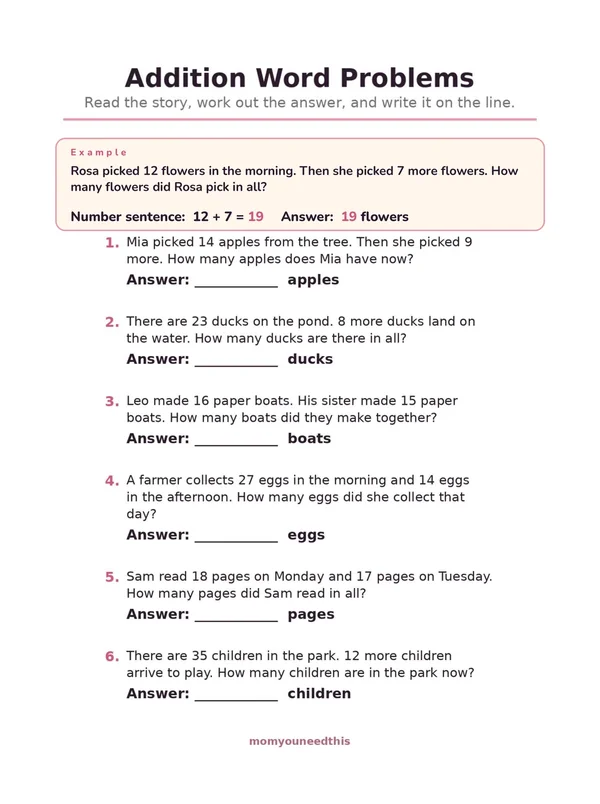 Addition Word Problems
Read the story, work out the answer, and write it on the line.
Example
Rosa picked 12 flowers in the morning. Then she picked 7 more flowers. How
many flowers did Rosa pick in all?
Number sentence: 12 + 7 = 19 Answer: 19 flowers
1. Mia picked 14 apples from the tree. Then she picked 9
more. How many apples does Mia have now?
Answer: ____________ apples
2. There are 23 ducks on the pond. 8 more ducks land on
the water. How many ducks are there in all?
Answer: ____________ ducks
3. Leo made 16 paper boats. His sister made 15 paper
boats. How many boats did they make together?
Answer: ____________ boats
4. A farmer collects 27 eggs in the morning and 14 eggs
in the afternoon. How many eggs did she collect that
day?
Answer: ____________ eggs
5. Sam read 18 pages on Monday and 17 pages on Tuesday.
How many pages did Sam read in all?
Answer: ____________ pages
6. There are 35 children in the park. 12 more children
arrive to play. How many children are in the park now?
Answer: ____________ children
momyouneedthis